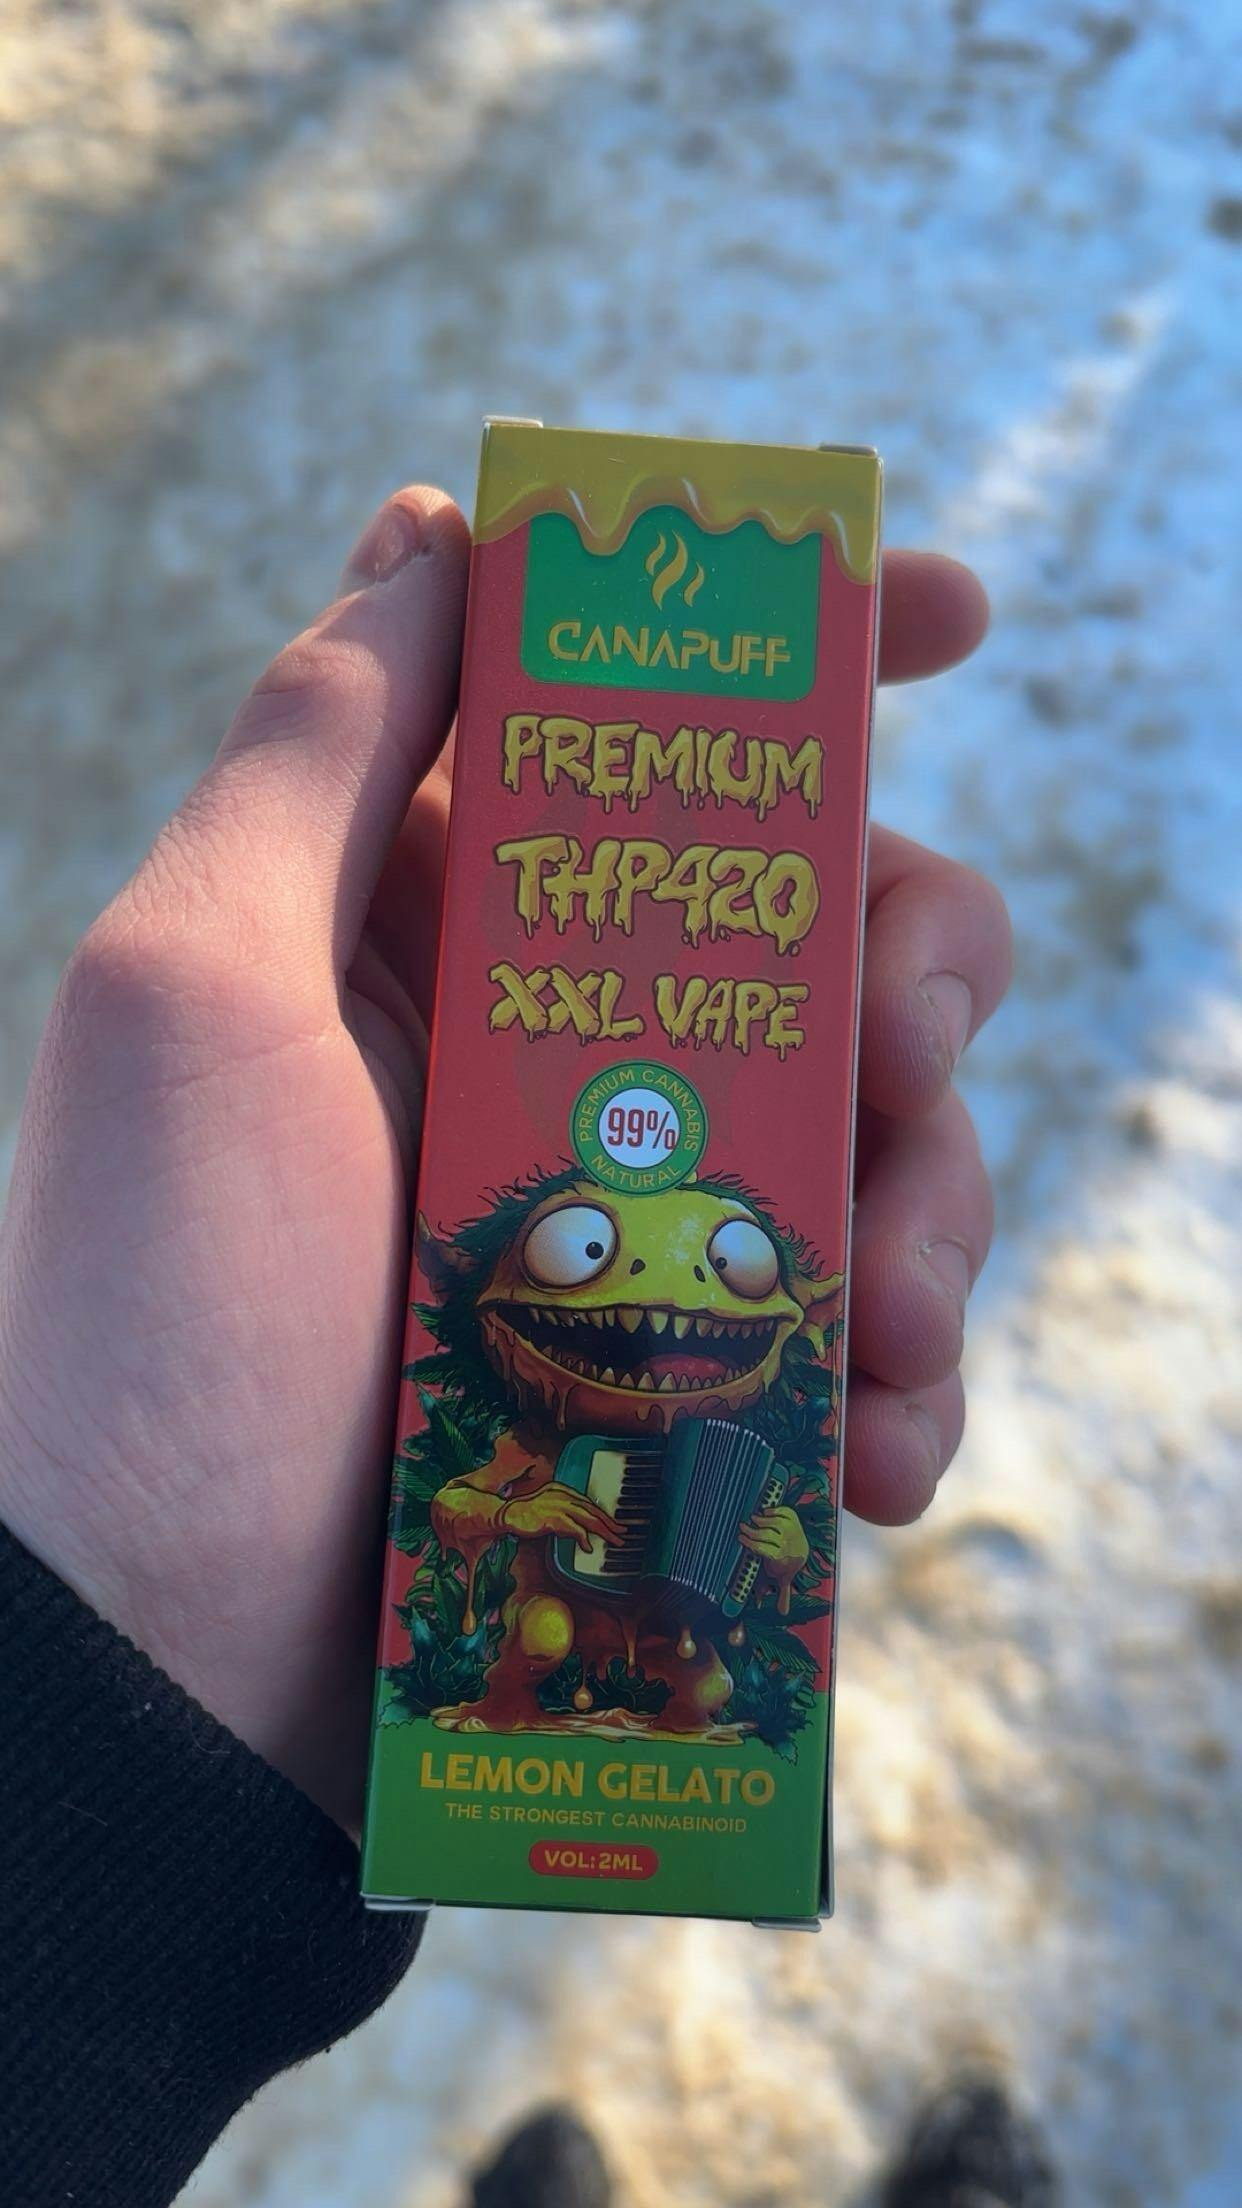 CANAPUFF
PREMIUM
THP420
XXL VAPE
PREMIUM CANNABIS
99%
NATURAL
LEMON GELATO
THE STRONGEST CANNABINOID
VOL:2ML